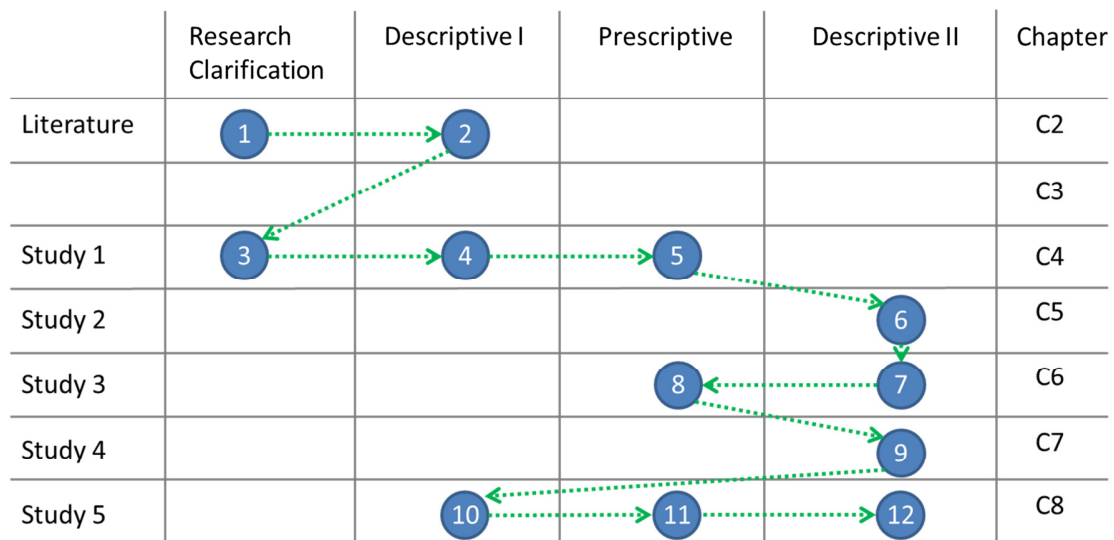 Research Clarification
Descriptive I
Prescriptive
Descriptive II
Chapter
Literature
1
2
C2
C3
Study 1
3
4
5
C4
Study 2
6
C5
Study 3
8
7
C6
Study 4
9
C7
Study 5
10
11
12
C8